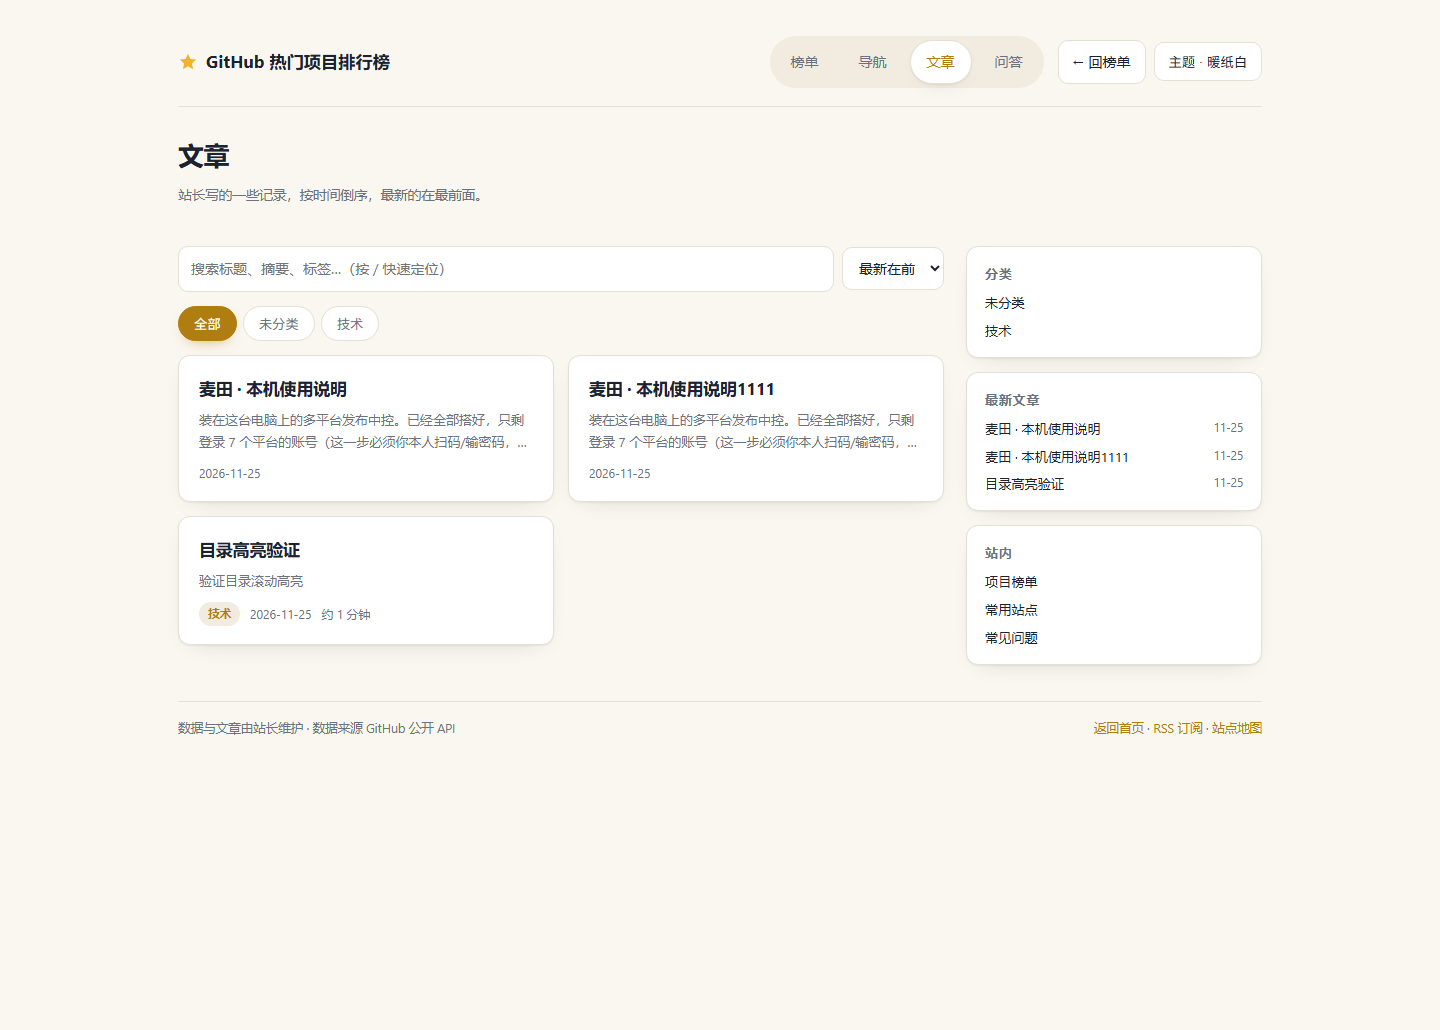 GitHub 热门项目排行榜
榜单 导航 文章 问答 ← 回榜单 主题 · 暖纸白
文章
站长写的一些记录，按时间倒序，最新的在最前面。
搜索标题、摘要、标签...（按 / 快速定位） 最新在前
全部 未分类 技术
麦田 · 本机使用说明
装在这台电脑上的多平台发布中控。已经全部搭好，只剩
登录 7 个平台的账号（这一步必须你本人扫码/输密码，...
2026-11-25
麦田 · 本机使用说明1111
装在这台电脑上的多平台发布中控。已经全部搭好，只剩
登录 7 个平台的账号（这一步必须你本人扫码/输密码，...
2026-11-25
目录高亮验证
验证目录滚动高亮
技术 2026-11-25 约 1 分钟
分类
未分类
技术
最新文章
麦田 · 本机使用说明 11-25
麦田 · 本机使用说明1111 11-25
目录高亮验证 11-25
站内
项目榜单
常用站点
常见问题
数据与文章由站长维护 · 数据来源 GitHub 公开 API
返回首页 · RSS 订阅 · 站点地图